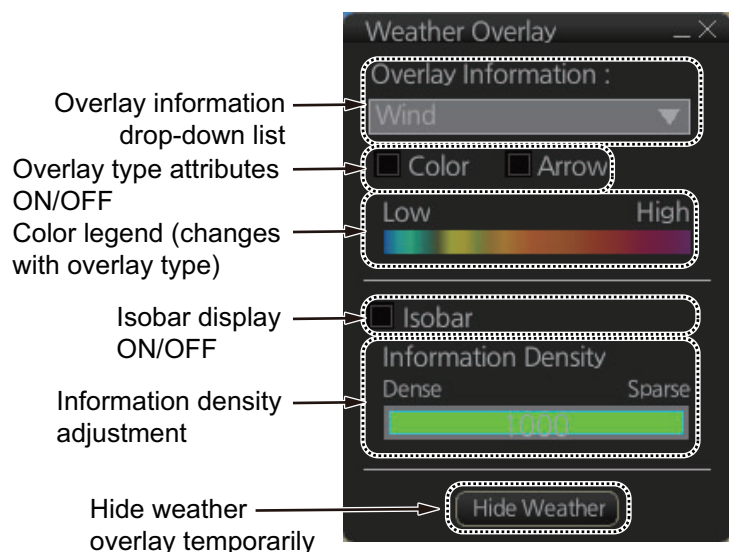 Weather Overlay
Overlay Information :
Overlay information
drop-down list
Wind
Overlay type attributes
ON/OFF
Color Arrow
Color legend (changes
with overlay type)
Low High
Isobar display
ON/OFF
Isobar
Information Density
Dense Sparse
1000
Information density
adjustment
Hide weather
overlay temporarily
Hide Weather